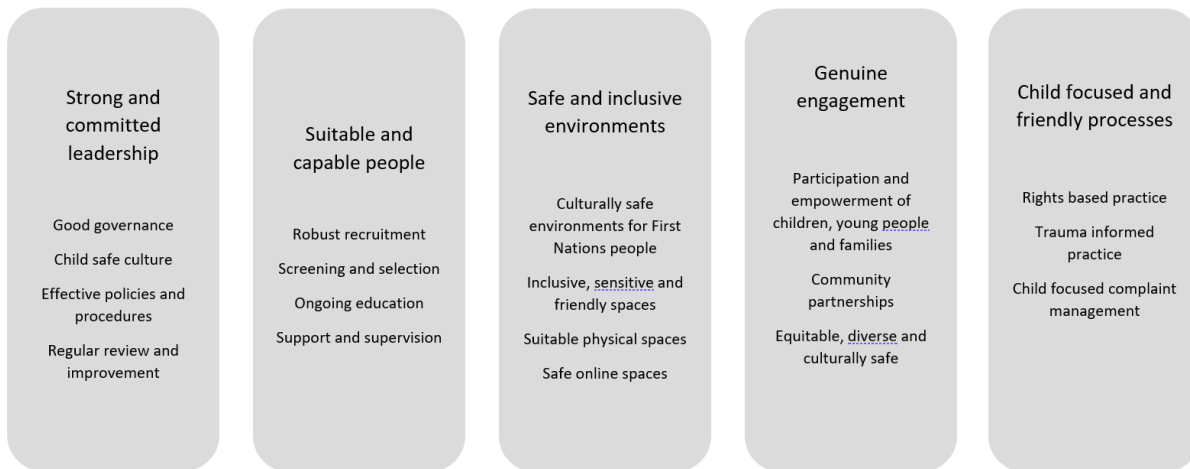 Strong and
committed
leadership
Good governance
Child safe culture
Effective policies and
procedures
Regular review and
improvement
Suitable and
capable people
Robust recruitment
Screening and selection
Ongoing education
Support and supervision
Safe and inclusive
environments
Culturally safe
environments for First
Nations people
Inclusive, sensitive and
friendly spaces
Suitable physical spaces
Safe online spaces
Genuine
engagement
Participation and
empowerment of
children, young people
and families
Community
partnerships
Equitable, diverse and
culturally safe
Child focused and
friendly processes
Rights based practice
Trauma informed
practice
Child focused complaint
management